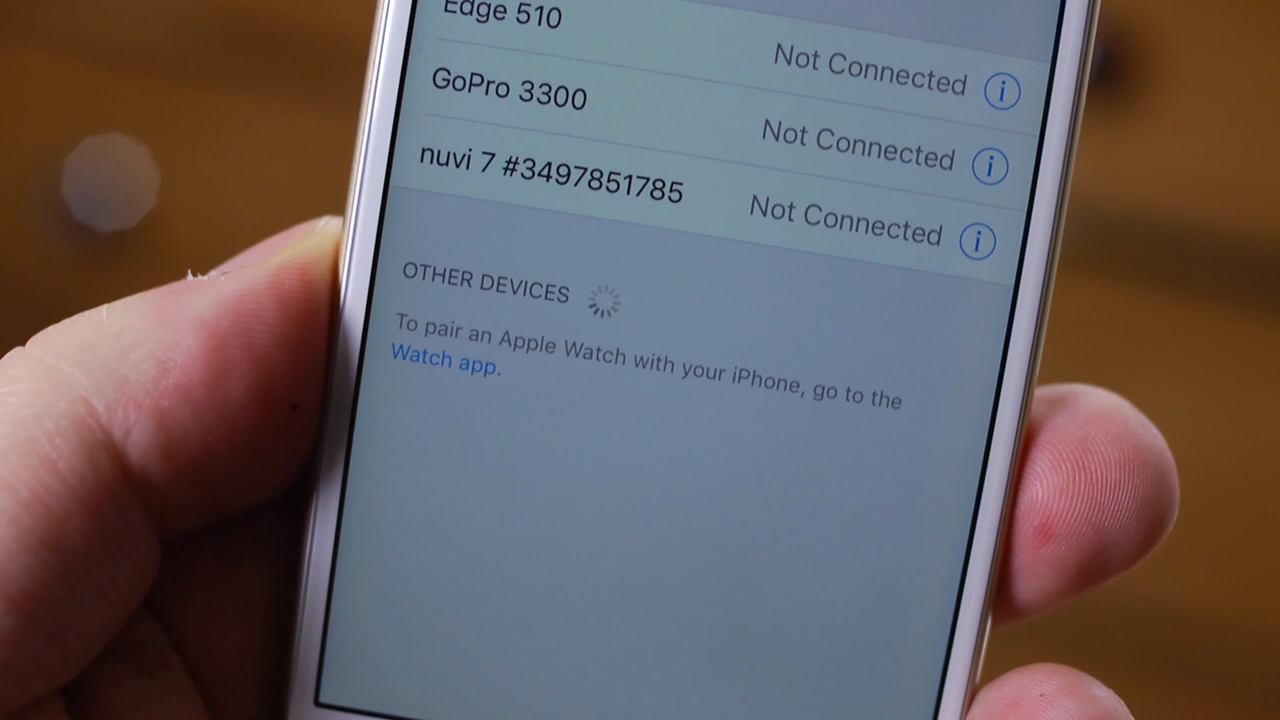 Edge 510
Not Connected
GoPro 3300
Not Connected
nuvi 7 #3497851785
Not Connected
OTHER DEVICES
To pair an Apple Watch with your iPhone, go to the
Watch app.